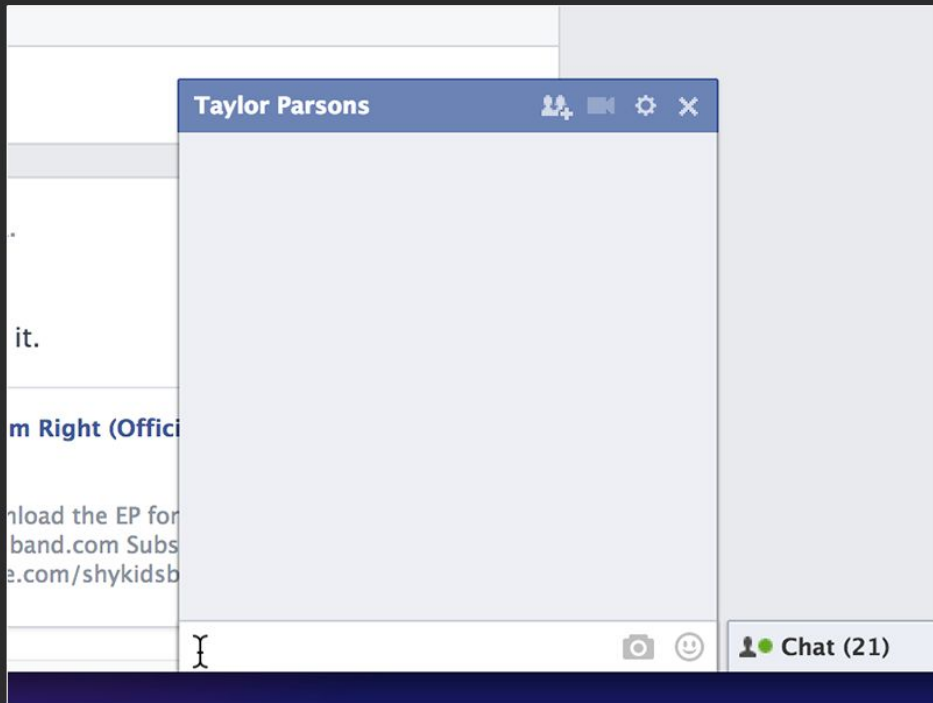 Taylor Parsons
.
it.
m Right (Offici
nload the EP for
band.com Subs
e.com/shykidsb
Chat (21)